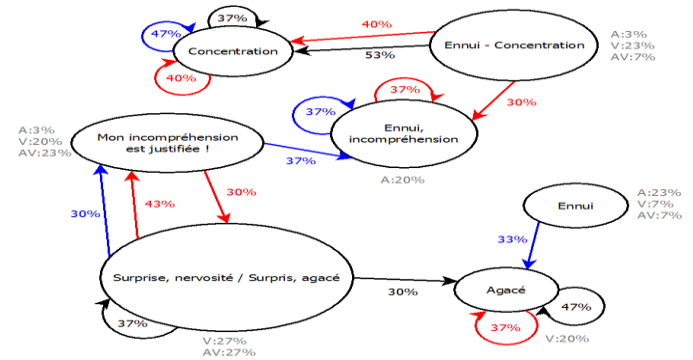 37%
47%
Concentration
40%
40%
53%
Ennui - Concentration
A:3%
V:23%
AV:7%
30%
37%
37%
Ennui,
incompréhension
A:20%
A:3%
V:20%
AV:23%
Mon incompréhension
est justifiée !
37%
30%
43%
30%
Surprise, nervosité / Surpris, agacé
37%
V:27%
AV:27%
30%
Ennui
A:23%
V:7%
AV:7%
33%
Agacé
47%
37%
V:20%